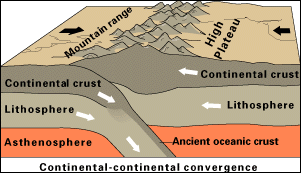 Mountain range
High
Plateau
Continental crust
Continental crust
Lithosphere
Lithosphere
Asthenosphere
Ancient oceanic crust
Continental-continental convergence